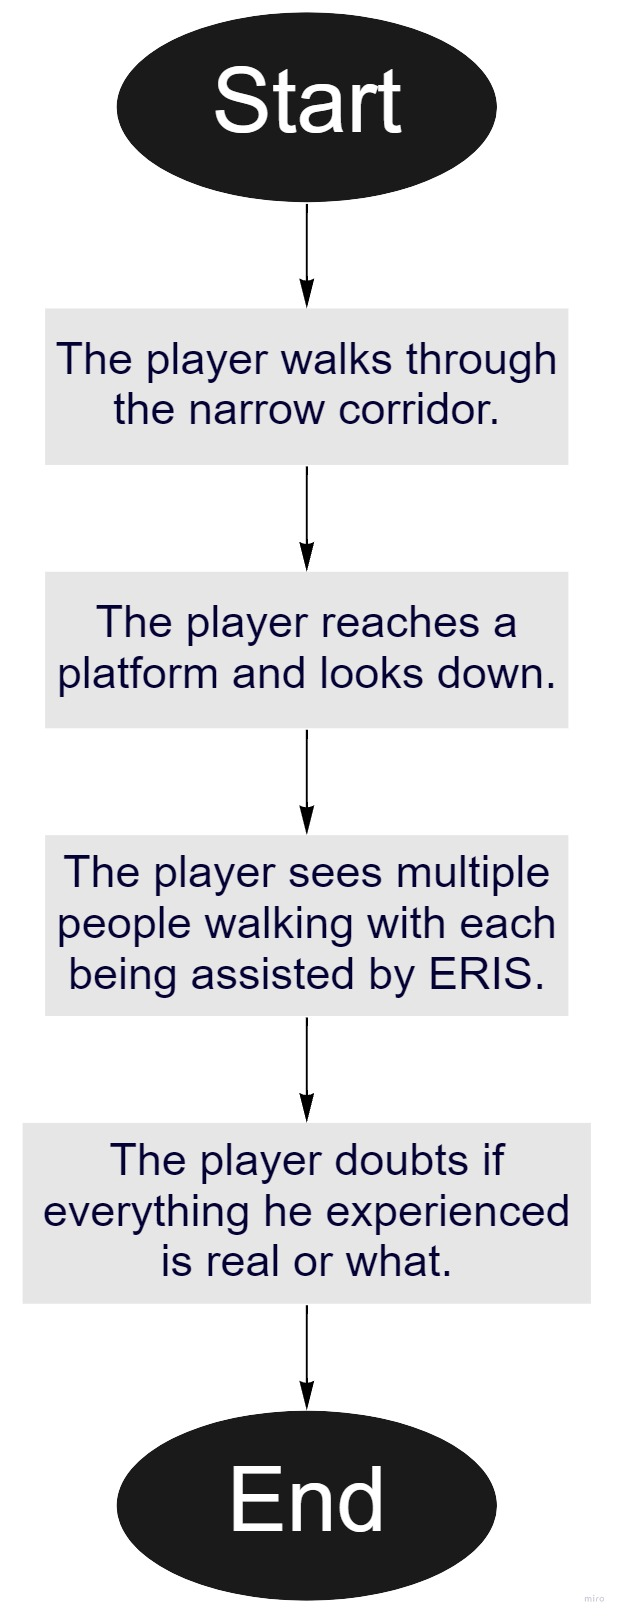 Start
The player walks through
the narrow corridor.
The player reaches a
platform and looks down.
The player sees multiple
people walking with each
being assisted by ERIS.
The player doubts if
everything he experienced
is real or what.
End
miro